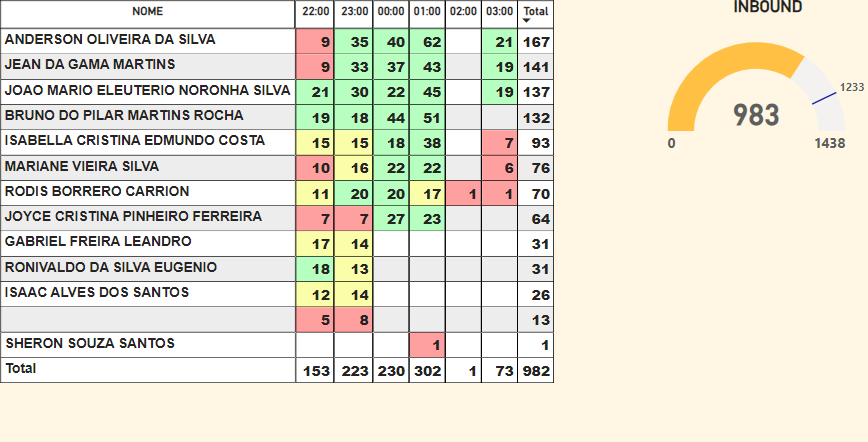 NOME 22:00 23:00 00:00 01:00 02:00 03:00 Total
ANDERSON OLIVEIRA DA SILVA 9 35 40 62 21 167
JEAN DA GAMA MARTINS 9 33 37 43 19 141
JOAO MARIO ELEUTERIO NORONHA SILVA 21 30 22 45 19 137
BRUNO DO PILAR MARTINS ROCHA 19 18 44 51 132
ISABELLA CRISTINA EDMUNDO COSTA 15 15 18 38 7 93
MARIANE VIEIRA SILVA 10 16 22 22 6 76
RODIS BORRERO CARRION 11 20 20 17 1 1 70
JOYCE CRISTINA PINHEIRO FERREIRA 7 7 27 23 64
GABRIEL FREIRA LEANDRO 17 14 31
RONIVALDO DA SILVA EUGENIO 18 13 31
ISAAC ALVES DOS SANTOS 12 14 26
5 8 13
SHERON SOUZA SANTOS 1 1
Total 153 223 230 302 1 73 982
INBOUND
1233
983
0 1438